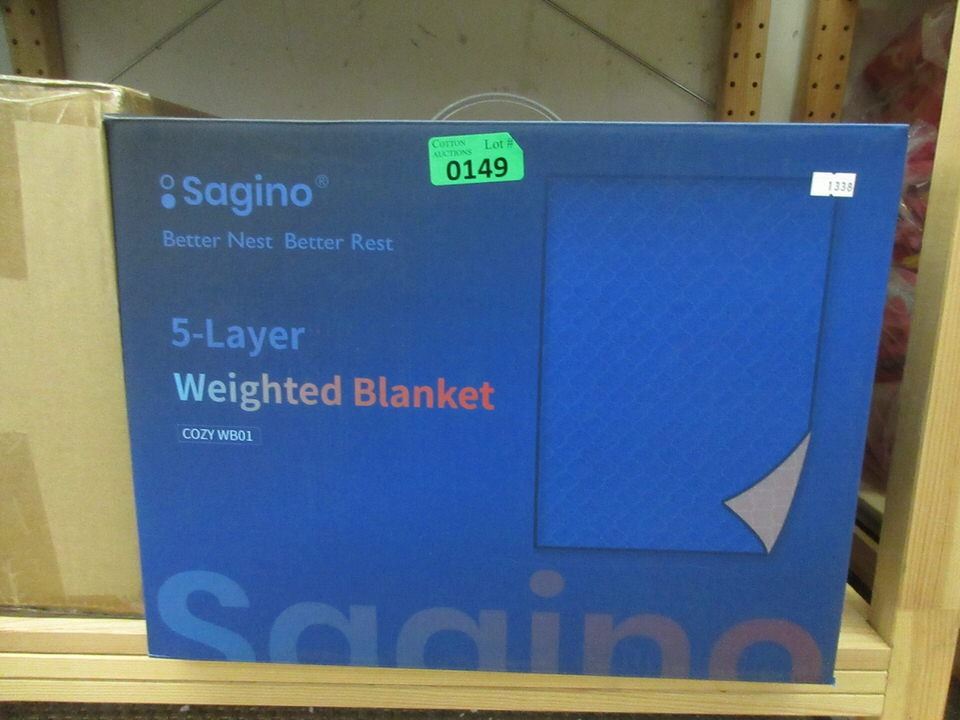 COTTON Lot #
AUCTIONS
0149
1338
Sagino®
Better Nest Better Rest
5-Layer
Weighted Blanket
COZY WB01
Sagino